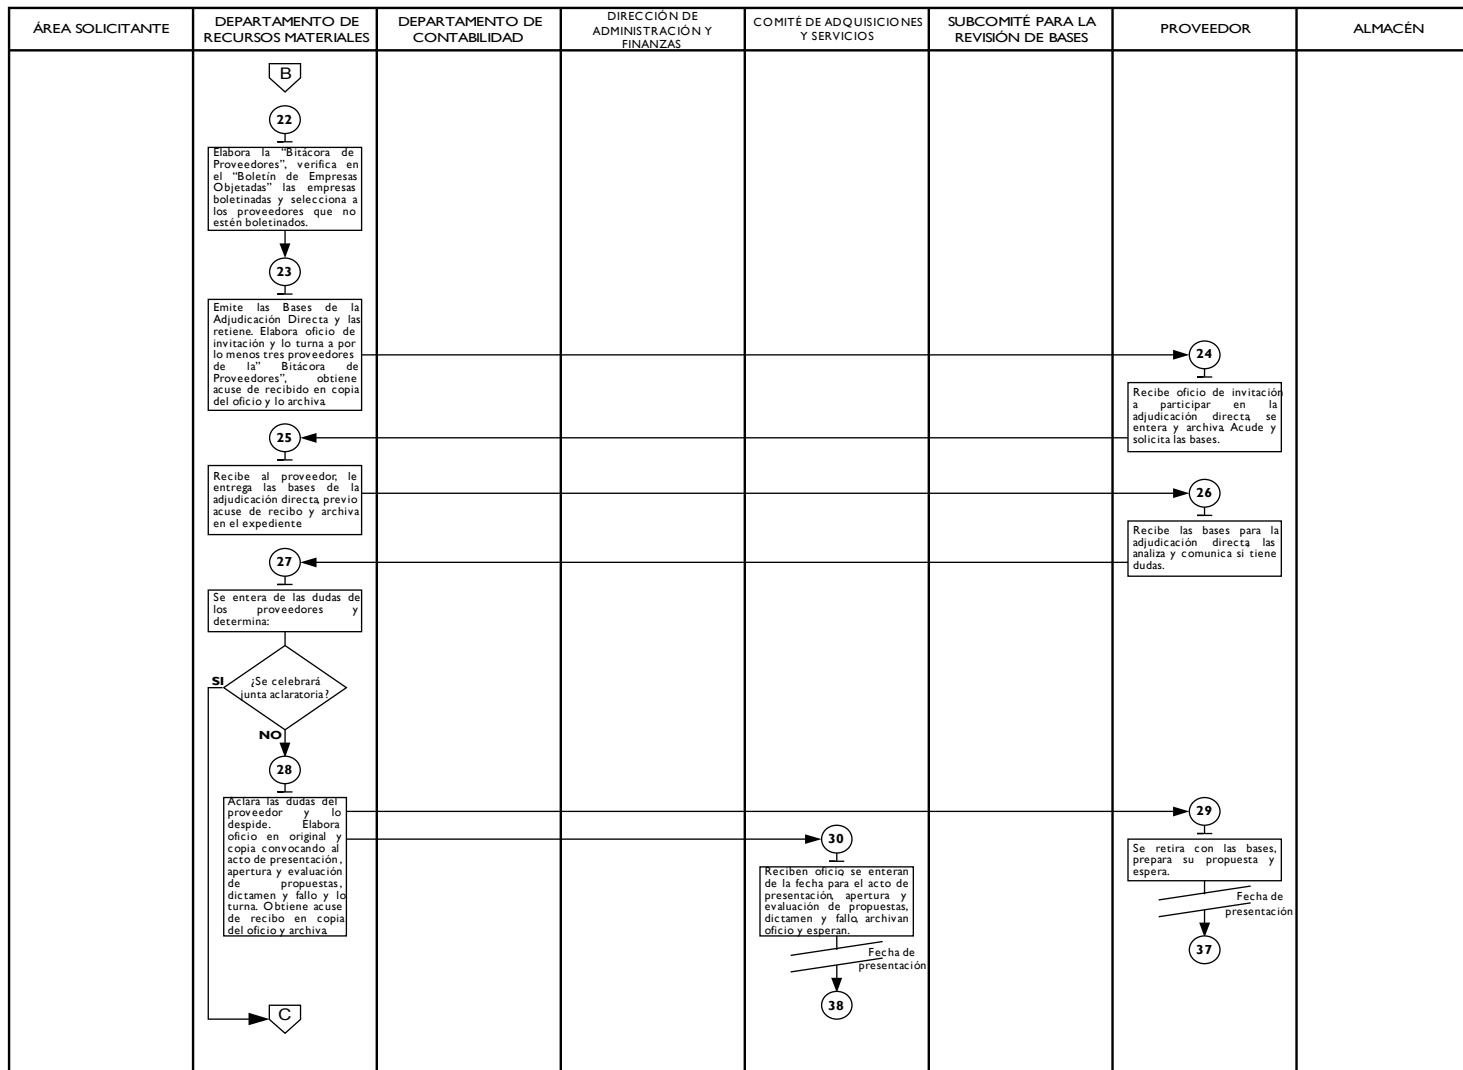 ÁREA SOLICITANTE
DEPARTAMENTO DE
RECURSOS MATERIALES
DEPARTAMENTO DE
CONTABILIDAD
DIRECCIÓN DE
ADMINISTRACIÓN Y
FINANZAS
COMITÉ DE ADQUISICIONES
Y SERVICIOS
SUBCOMITÉ PARA LA
REVISIÓN DE BASES
PROVEEDOR
ALMACÉN
B
22
Elabora la "Bitácora de
Proveedores", verifica en
el "Boletín de Empresas
Objetadas" las empresas
boletinadas y selecciona a
los proveedores que no
estén boletinados.
23
Emite las Bases de la
Adjudicación Directa y las
retiene. Elabora oficio de
invitación y lo turna a por
lo menos tres proveedores
de la" Bitácora de
Proveedores", obtiene
acuse de recibido en copia
del oficio y lo archiva.
24
Recibe oficio de invitación
a participar en la
adjudicación directa, se
entera y archiva. Acude y
solicita las bases.
25
Recibe al proveedor, le
entrega las bases de la
adjudicación directa, previo
acuse de recibo y archiva
en el expediente
26
Recibe las bases para la
adjudicación directa, las
analiza y comunica si tiene
dudas.
27
Se entera de las dudas de
los proveedores y
determina:
¿Se celebrará
junta aclaratoria?
SI
NO
28
Aclara las dudas del
proveedor y lo
despide. Elabora
oficio en original y
copia convocando al
acto de presentación,
apertura y evaluación
de propuestas,
dictamen y fallo y lo
turna. Obtiene acuse
de recibo en copia
del oficio y archiva.
29
Se retira con las bases,
prepara su propuesta y
espera.
Fecha de
presentación
37
30
Reciben oficio, se enteran
de la fecha para el acto de
presentación, apertura y
evaluación de propuestas,
dictamen y fallo, archivan
oficio y esperan.
Fecha de
presentación
38
C